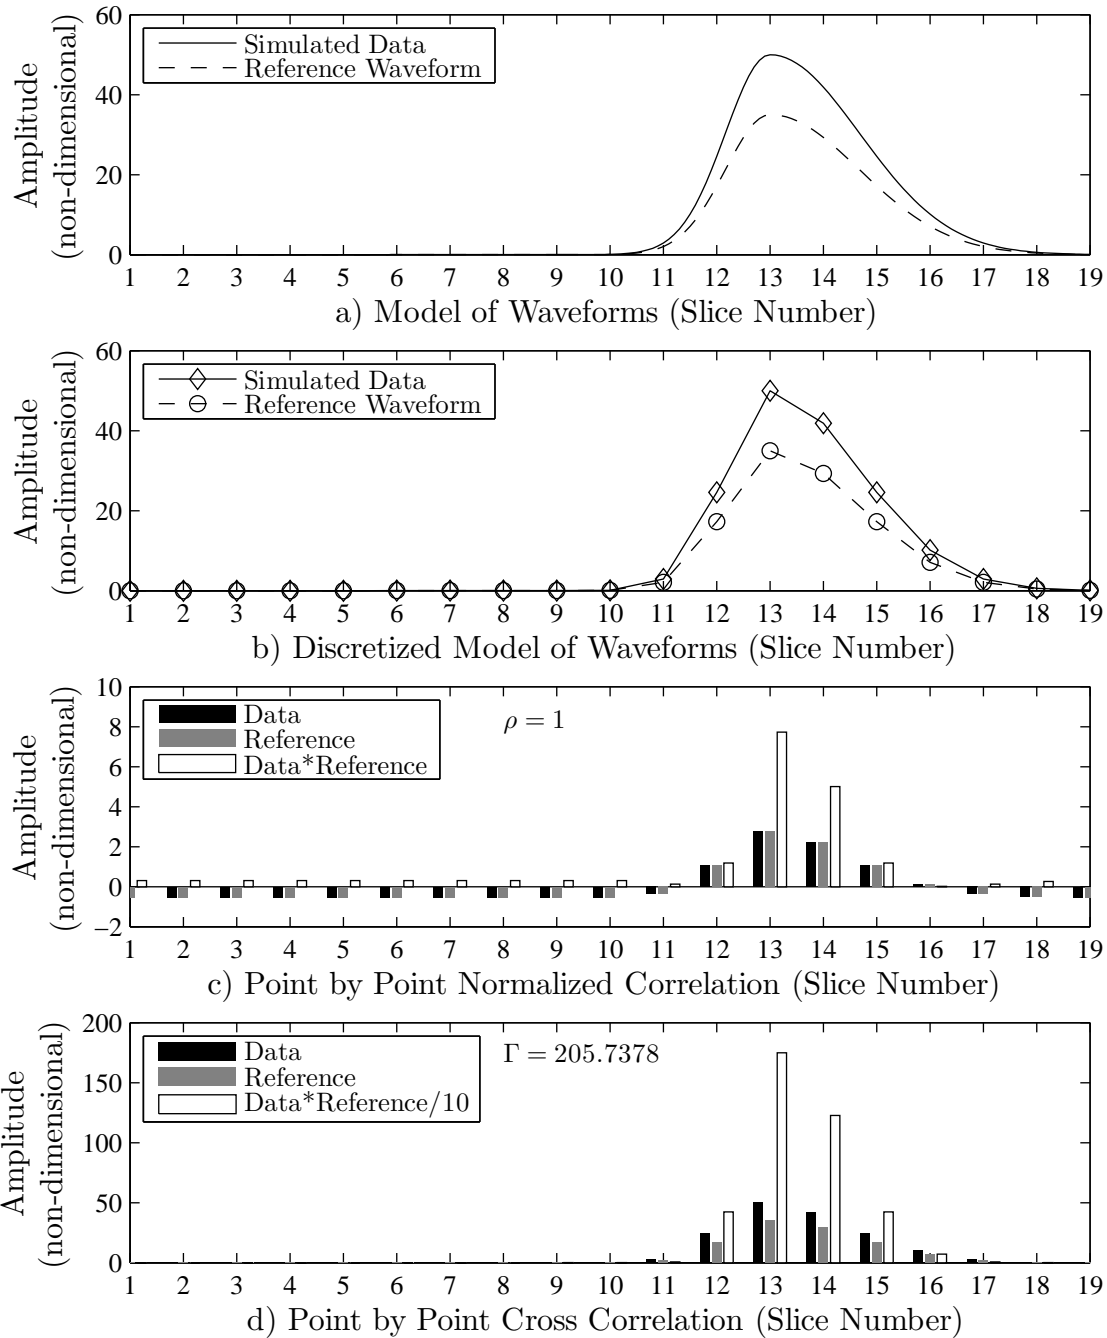 60
40
20
0
Amplitude
(non-dimensional)
Simulated Data
Reference Waveform
1 2 3 4 5 6 7 8 9 10 11 12 13 14 15 16 17 18 19
a) Model of Waveforms (Slice Number)
60
40
20
0
Amplitude
(non-dimensional)
Simulated Data
Reference Waveform
1 2 3 4 5 6 7 8 9 10 11 12 13 14 15 16 17 18 19
b) Discretized Model of Waveforms (Slice Number)
10
8
6
4
2
0
−2
Amplitude
(non-dimensional)
Data
Reference
Data*Reference
ρ = 1
1 2 3 4 5 6 7 8 9 10 11 12 13 14 15 16 17 18 19
c) Point by Point Normalized Correlation (Slice Number)
200
150
100
50
0
Amplitude
(non-dimensional)
Data
Reference
Data*Reference/10
Γ = 205.7378
1 2 3 4 5 6 7 8 9 10 11 12 13 14 15 16 17 18 19
d) Point by Point Cross Correlation (Slice Number)